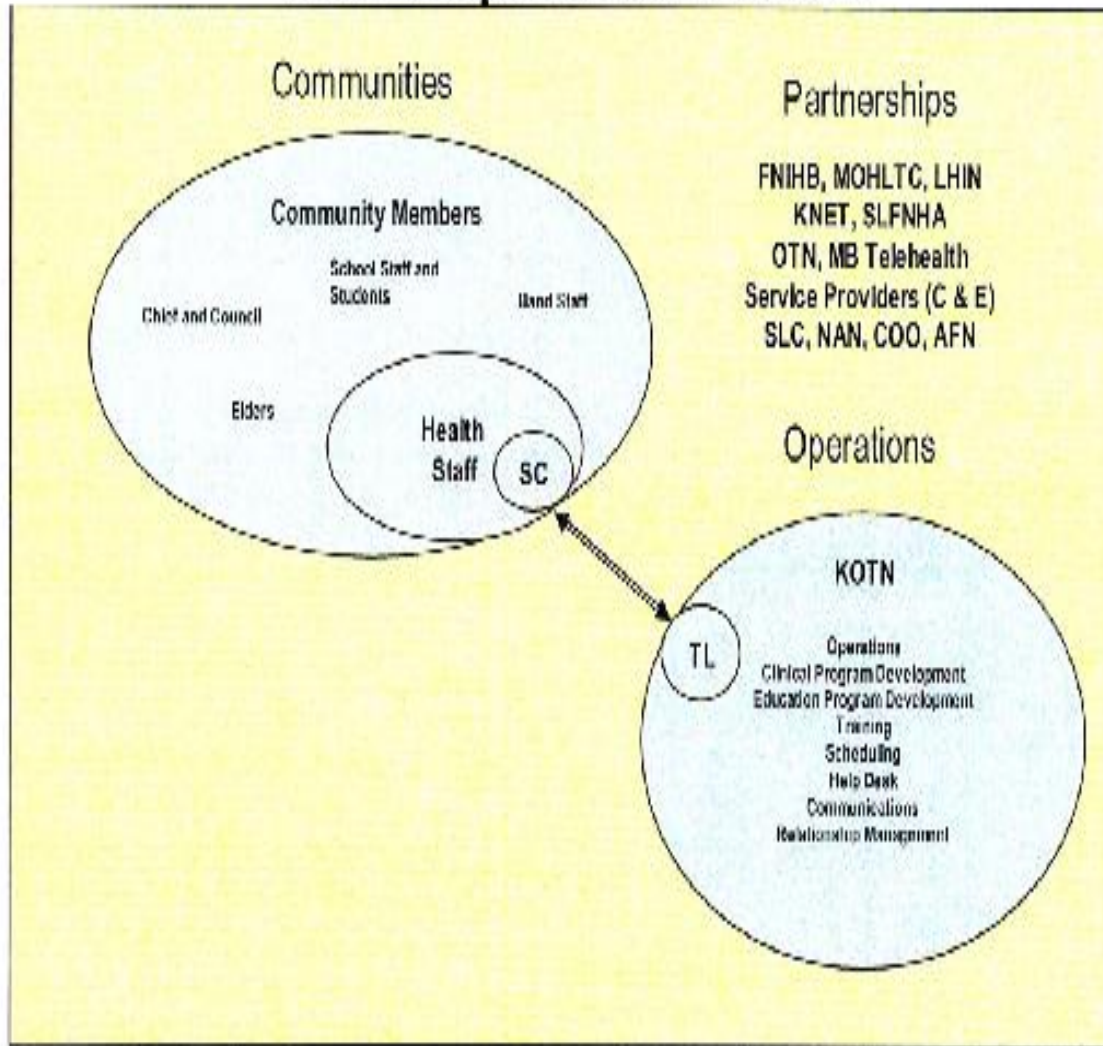 Communities
Community Members
School Staff and
Students
Chief and Council
Band Staff
Elders
Health
Staff
SC
Partnerships
FNIHB, MOHLTC, LHIN
KNET, SLFNHA
OTN, MB Telehealth
Service Providers (C & E)
SLC, NAN, COO, AFN
Operations
KOTN
TL
Operations
Clinical Program Development
Education Program Development
Training
Scheduling
Help Desk
Communications
Relationship Management